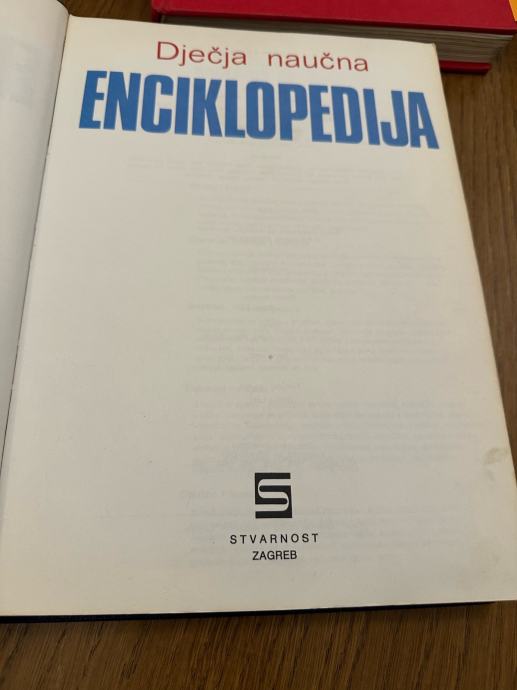 Dječja naučna
ENCIKLOPEDIJA
STVARNOST
ZAGREB